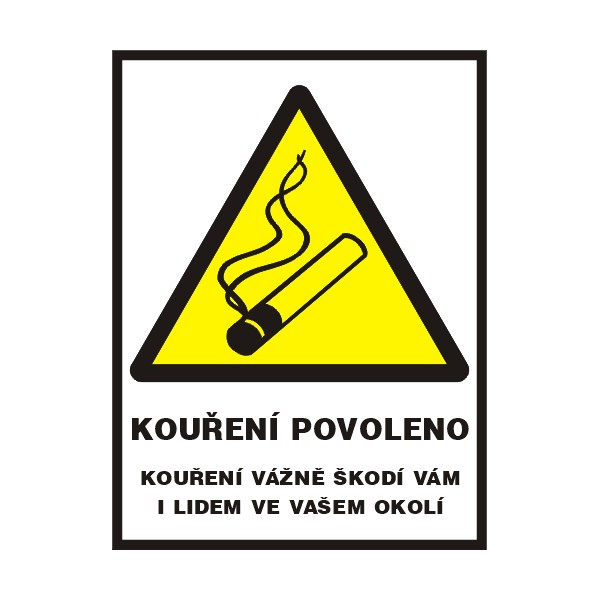 KOUŘENÍ POVOLENO
KOUŘENÍ VÁŽNĚ ŠKODÍ VÁM
I LIDEM VE VAŠEM OKOLÍ